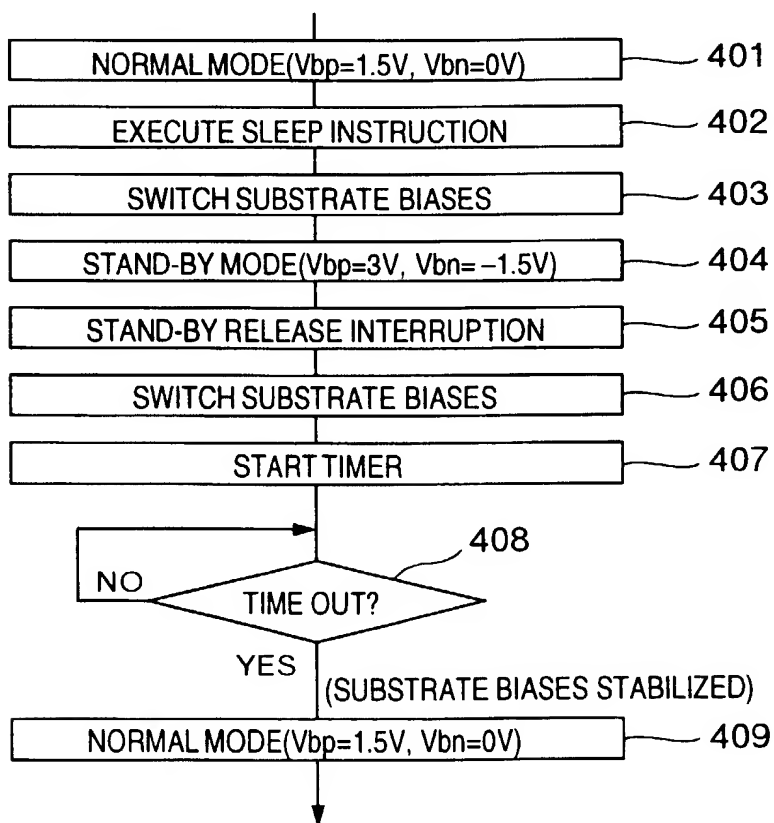 NORMAL MODE(Vbp=1.5V, Vbn=0V) 401
EXECUTE SLEEP INSTRUCTION 402
SWITCH SUBSTRATE BIASES 403
STAND-BY MODE(Vbp=3V, Vbn= −1.5V) 404
STAND-BY RELEASE INTERRUPTION 405
SWITCH SUBSTRATE BIASES 406
START TIMER 407
408
NO
TIME OUT?
YES
(SUBSTRATE BIASES STABILIZED)
NORMAL MODE(Vbp=1.5V, Vbn=0V) 409